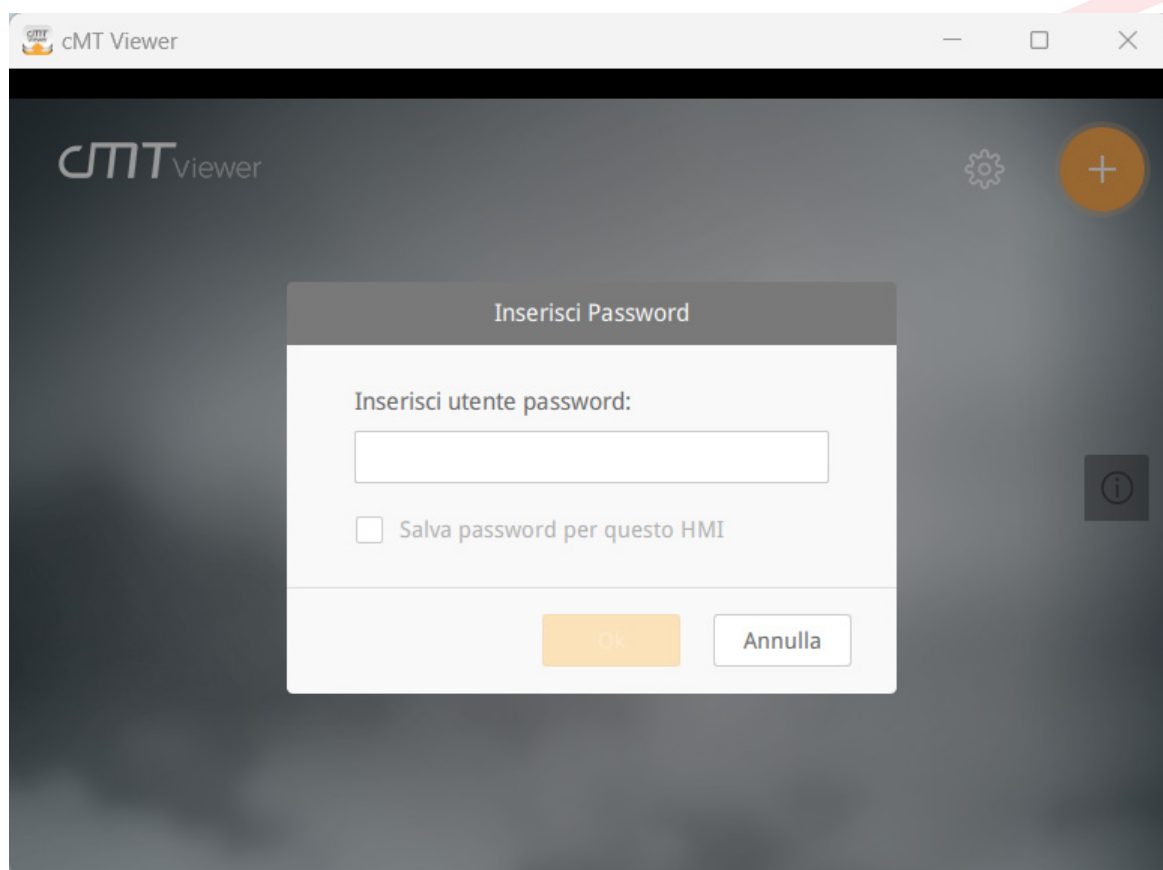 cMT Viewer
cMT Viewer
Inserisci Password
Inserisci utente password:
Salva password per questo HMI
Ok
Annulla